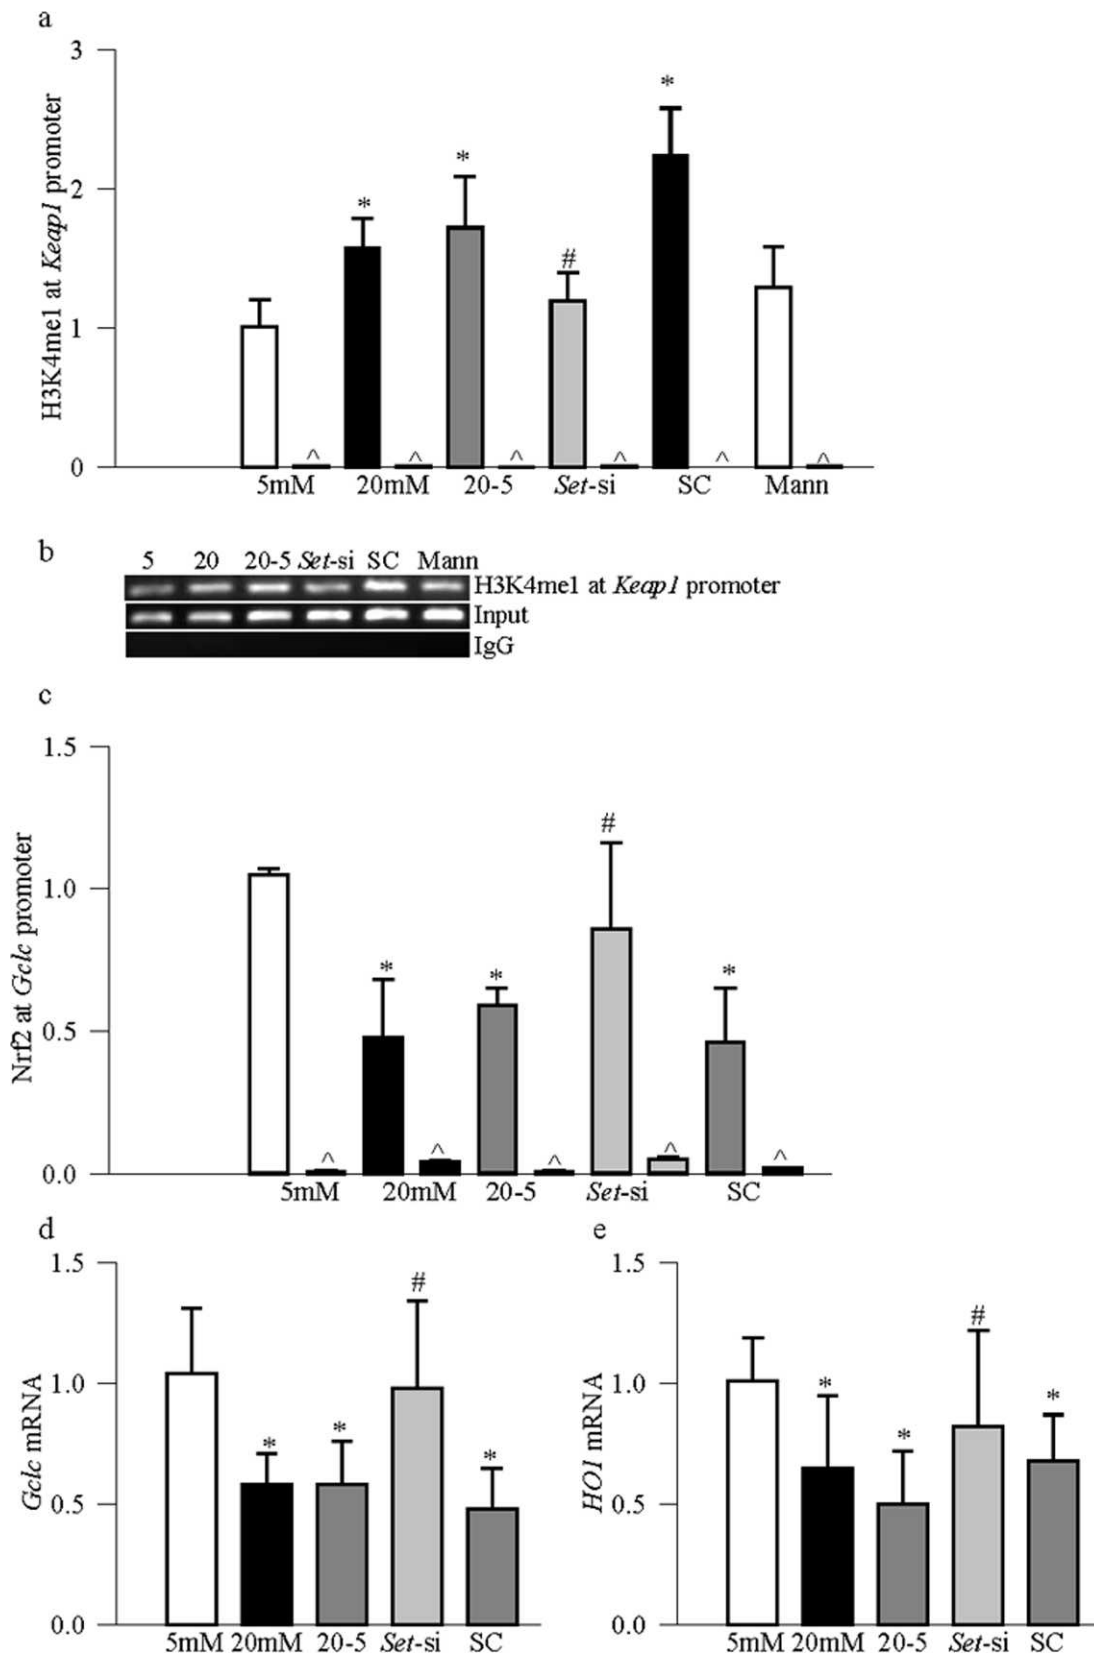 a
3
2
1
0
H3K4me1 at Keap1 promoter
*
*
#
*
^ ^ ^ ^ ^ ^
5mM 20mM 20-5 Set-si SC Mann
b
5 20 20-5 Set-si SC Mann
H3K4me1 at Keap1 promoter
Input
IgG
c
1.5
1.0
0.5
0.0
Nrf2 at Gclc promoter
* * # *
^ ^ ^ ^ ^
5mM 20mM 20-5 Set-si SC
d
1.5
1.0
0.5
0.0
Gclc mRNA
* * # *
5mM 20mM 20-5 Set-si SC
e
1.5
1.0
0.5
0.0
HO1 mRNA
* * # *
5mM 20mM 20-5 Set-si SC